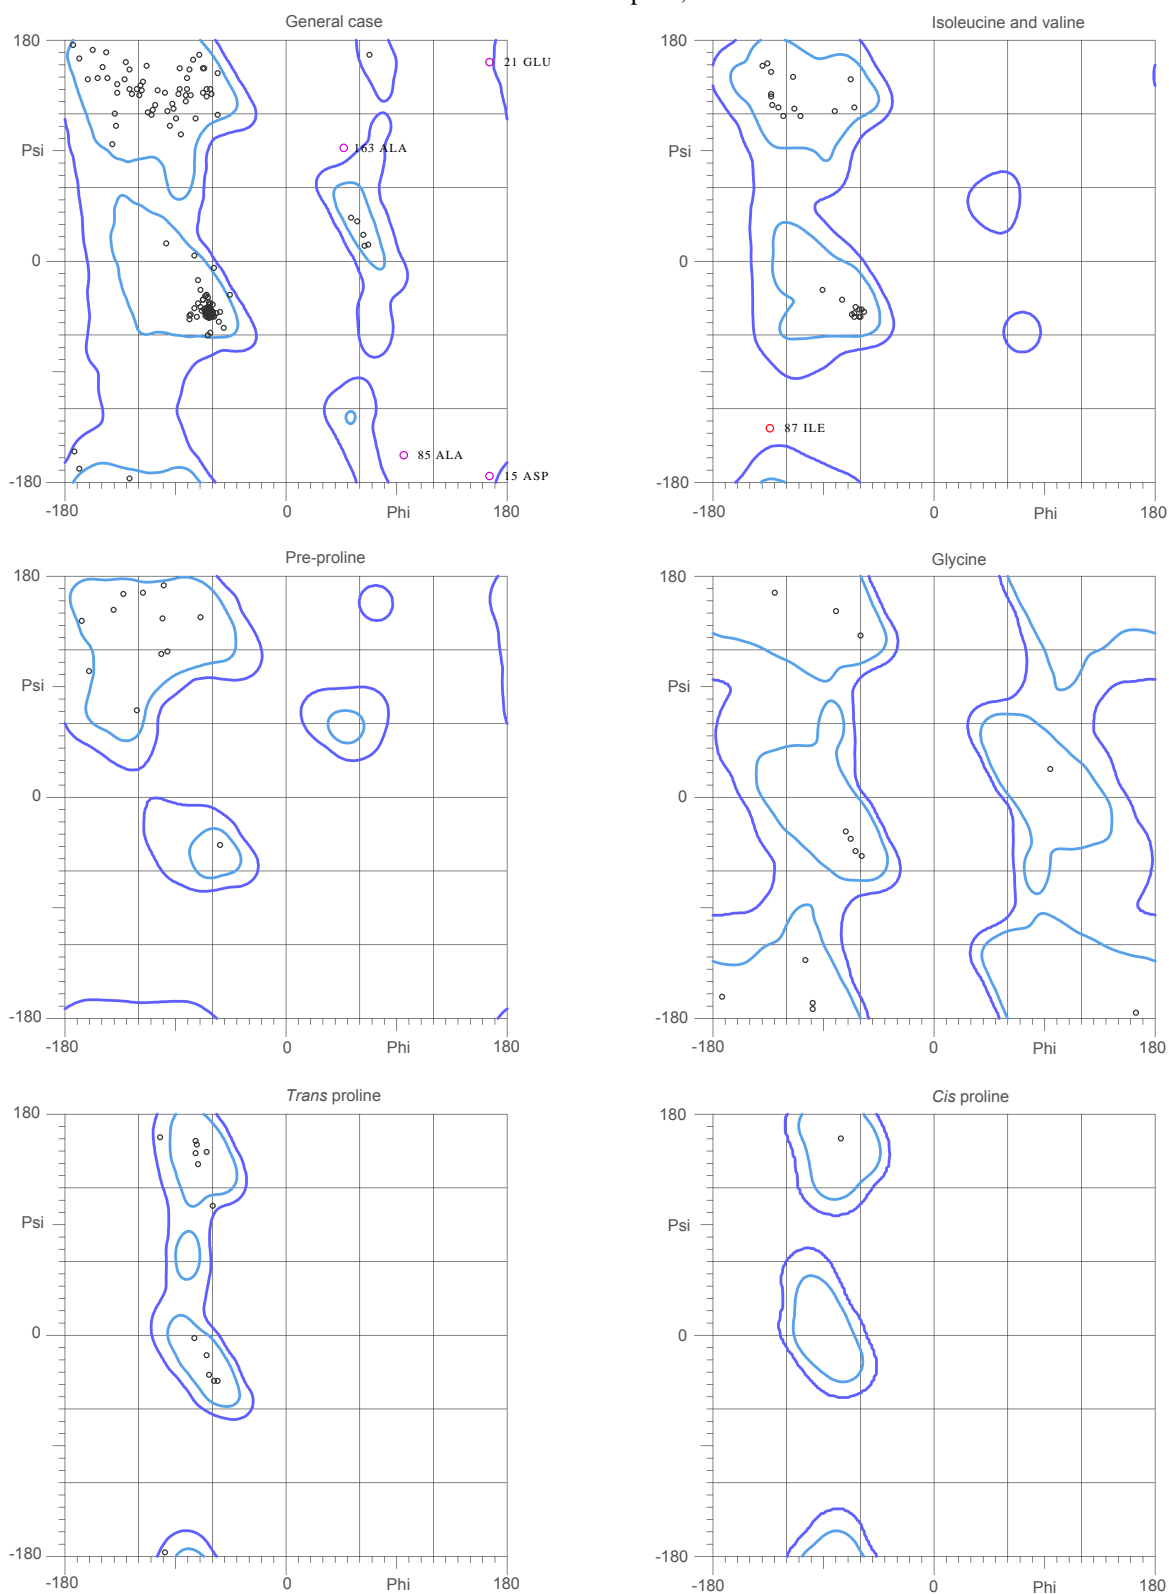 General case
Isoleucine and valine
180
180
21 GLU
Psi
163 ALA
Psi
0
0
87 ILE
85 ALA
15 ASP
-180
-180
-180
0
Phi
180
-180
0
Phi
180
Pre-proline
Glycine
180
180
Psi
Psi
0
0
-180
-180
-180
0
Phi
180
-180
0
Phi
180
Trans proline
Cis proline
180
180
Psi
Psi
0
0
-180
-180
-180
0
Phi
180
-180
0
Phi
180